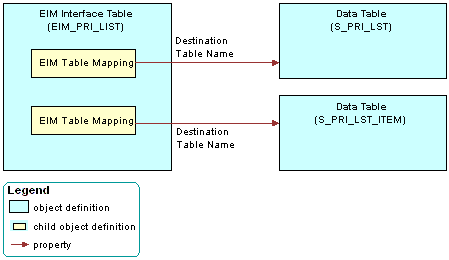 EIM Interface Table
(EIM_PRI_LIST)
EIM Table Mapping
EIM Table Mapping
Destination
Table Name
Destination
Table Name
Data Table
(S_PRI_LST)
Data Table
(S_PRI_LST_ITEM)
Legend
object definition
child object definition
property